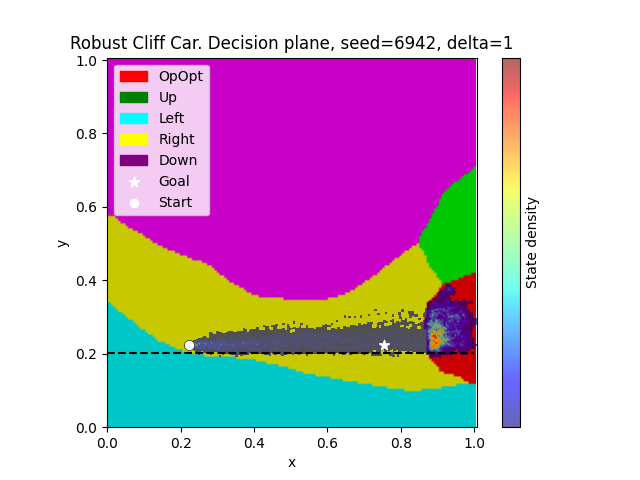 Robust Cliff Car. Decision plane, seed=6942, delta=1
1.0
0.8
0.6
0.4
0.2
0.0
y
OpOpt
Up
Left
Right
Down
Goal
Start
0.0 0.2 0.4 0.6 0.8 1.0
x
State density